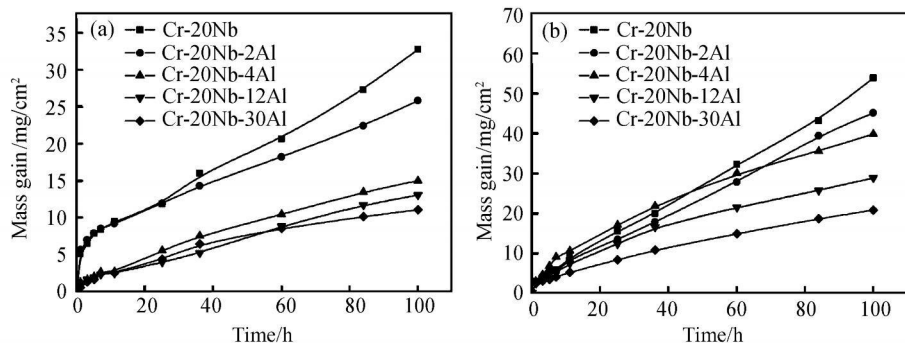 (a)
Cr-20Nb
Cr-20Nb-2Al
Cr-20Nb-4Al
Cr-20Nb-12Al
Cr-20Nb-30Al
Mass gain/mg/cm²
35
30
25
20
15
10
5
0
0 20 40 60 80 100
Time/h
(b)
Cr-20Nb
Cr-20Nb-2Al
Cr-20Nb-4Al
Cr-20Nb-12Al
Cr-20Nb-30Al
Mass gain/mg/cm²
70
60
50
40
30
20
10
0
0 20 40 60 80 100
Time/h